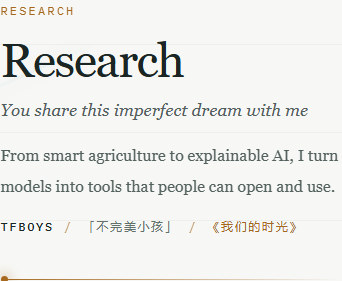 RESEARCH
Research
You share this imperfect dream with me
From smart agriculture to explainable AI, I turn
models into tools that people can open and use.
TFBOYS / 「不完美小孩」 / 《我们的时光》